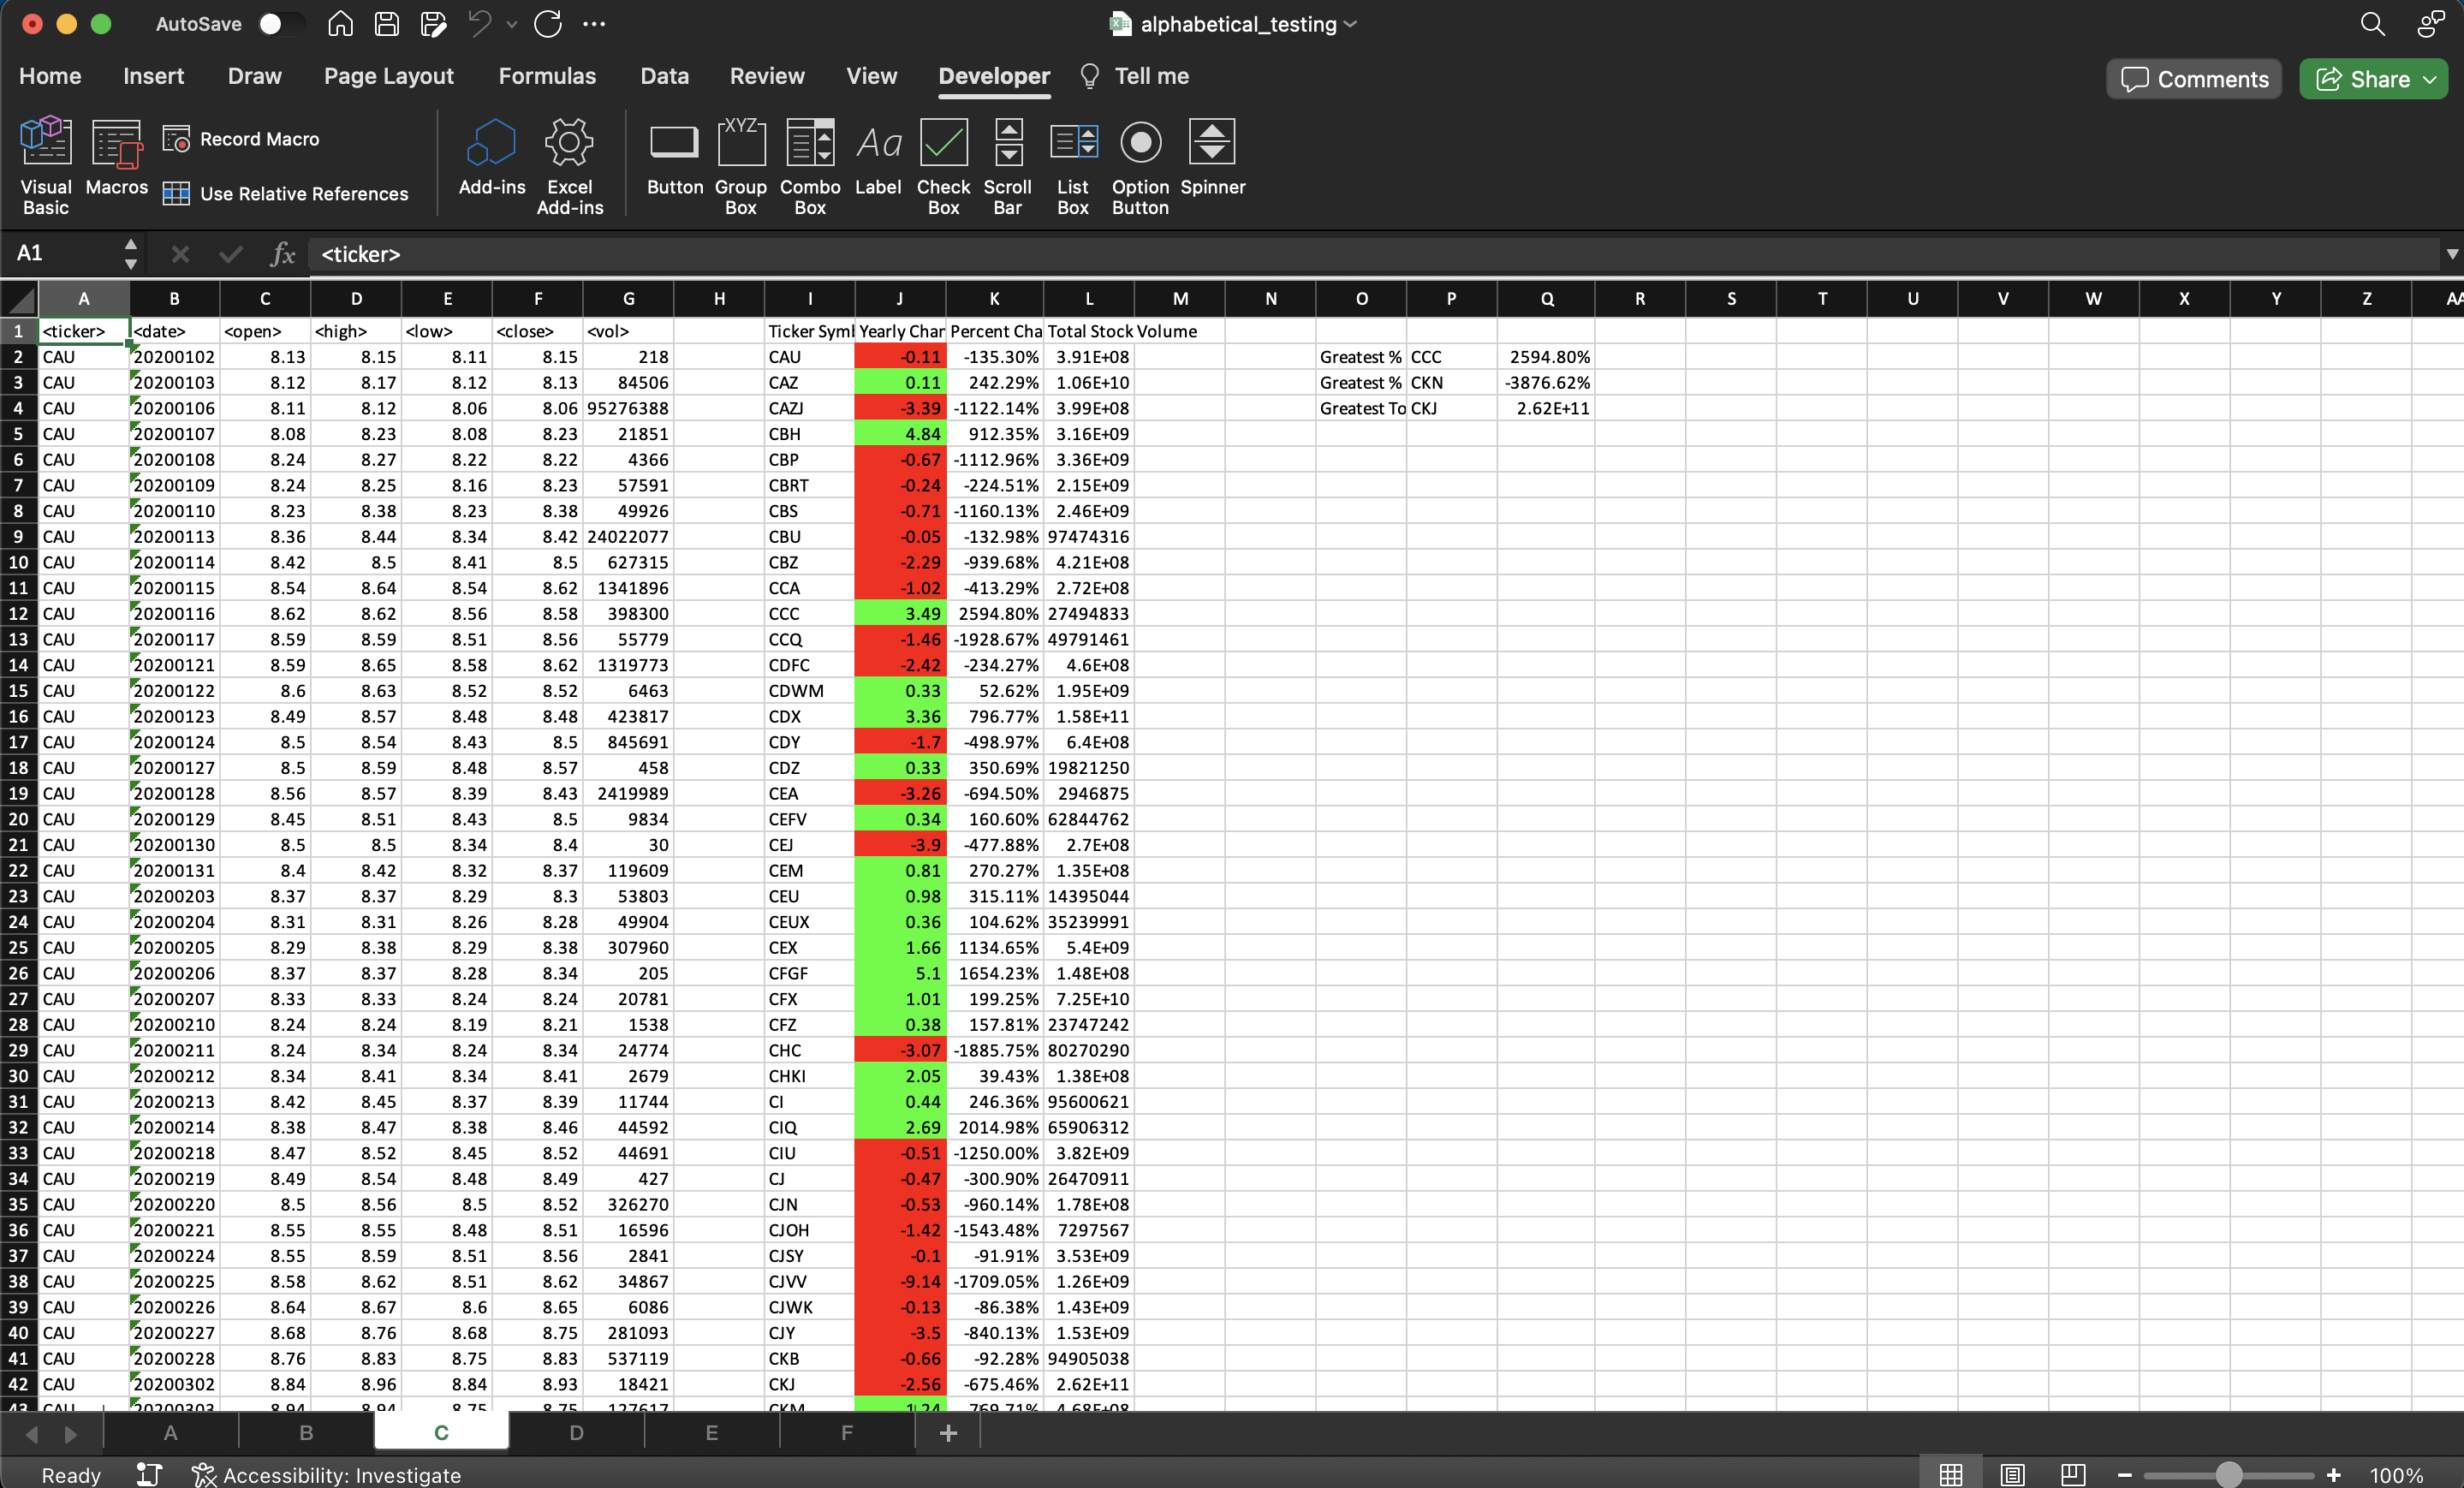 AutoSave alphabetical_testing
Home Insert Draw Page Layout Formulas Data Review View Developer Tell me Comments Share
Visual Basic Macros Record Macro Use Relative References Add-ins Excel Add-ins Button Group Box Combo Box Label Check Box Scroll Bar List Box Option Button Spinner
A1 fx <ticker>
A B C D E F G H I J K L M N O P Q R S T U V W X Y Z AA
1 <ticker> <date> <open> <high> <low> <close> <vol> Ticker Syml Yearly Char Percent Cha Total Stock Volume
2 CAU 20200102 8.13 8.15 8.11 8.15 218 CAU -0.11 -135.30% 3.91E+08 Greatest % CCC 2594.80%
3 CAU 20200103 8.12 8.17 8.12 8.13 84506 CAZ 0.11 242.29% 1.06E+10 Greatest % CKN -3876.62%
4 CAU 20200106 8.11 8.12 8.06 8.06 95276388 CAZJ -3.39 -1122.14% 3.99E+08 Greatest To CKJ 2.62E+11
5 CAU 20200107 8.08 8.23 8.08 8.23 21851 CBH 4.84 912.35% 3.16E+09
6 CAU 20200108 8.24 8.27 8.22 8.22 4366 CBP -0.67 -1112.96% 3.36E+09
7 CAU 20200109 8.24 8.25 8.16 8.23 57591 CBRT -0.24 -224.51% 2.15E+09
8 CAU 20200110 8.23 8.38 8.23 8.38 49926 CBS -0.71 -1160.13% 2.46E+09
9 CAU 20200113 8.36 8.44 8.34 8.42 24022077 CBU -0.05 -132.98% 97474316
10 CAU 20200114 8.42 8.5 8.41 8.5 627315 CBZ -2.29 -939.68% 4.21E+08
11 CAU 20200115 8.54 8.64 8.54 8.62 1341896 CCA -1.02 -413.29% 2.72E+08
12 CAU 20200116 8.62 8.62 8.56 8.58 398300 CCC 3.49 2594.80% 27494833
13 CAU 20200117 8.59 8.59 8.51 8.56 55779 CCQ -1.46 -1928.67% 49791461
14 CAU 20200121 8.59 8.65 8.58 8.62 1319773 CDFC -2.42 -234.27% 4.6E+08
15 CAU 20200122 8.6 8.63 8.52 8.52 6463 CDWM 0.33 52.62% 1.95E+09
16 CAU 20200123 8.49 8.57 8.48 8.48 423817 CDX 3.36 796.77% 1.58E+11
17 CAU 20200124 8.5 8.54 8.43 8.5 845691 CDY -1.7 -498.97% 6.4E+08
18 CAU 20200127 8.5 8.59 8.48 8.57 458 CDZ 0.33 350.69% 19821250
19 CAU 20200128 8.56 8.57 8.39 8.43 2419989 CEA -3.26 -694.50% 2946875
20 CAU 20200129 8.45 8.51 8.43 8.5 9834 CEFV 0.34 160.60% 62844762
21 CAU 20200130 8.5 8.5 8.34 8.4 30 CEJ -3.9 -477.88% 2.7E+08
22 CAU 20200131 8.4 8.42 8.32 8.37 119609 CEM 0.81 270.27% 1.35E+08
23 CAU 20200203 8.37 8.37 8.29 8.3 53803 CEU 0.98 315.11% 14395044
24 CAU 20200204 8.31 8.31 8.26 8.28 49904 CEUX 0.36 104.62% 35239991
25 CAU 20200205 8.29 8.38 8.29 8.38 307960 CEX 1.66 1134.65% 5.4E+09
26 CAU 20200206 8.37 8.37 8.28 8.34 205 CFGF 5.1 1654.23% 1.48E+08
27 CAU 20200207 8.33 8.33 8.24 8.24 20781 CFX 1.01 199.25% 7.25E+10
28 CAU 20200210 8.24 8.24 8.19 8.21 1538 CFZ 0.38 157.81% 23747242
29 CAU 20200211 8.24 8.34 8.24 8.34 24774 CHC -3.07 -1885.75% 80270290
30 CAU 20200212 8.34 8.41 8.34 8.41 2679 CHKI 2.05 39.43% 1.38E+08
31 CAU 20200213 8.42 8.45 8.37 8.39 11744 CI 0.44 246.36% 95600621
32 CAU 20200214 8.38 8.47 8.38 8.46 44592 CIQ 2.69 2014.98% 65906312
33 CAU 20200218 8.47 8.52 8.45 8.52 44691 CIU -0.51 -1250.00% 3.82E+09
34 CAU 20200219 8.49 8.54 8.48 8.49 427 CJ -0.47 -300.90% 26470911
35 CAU 20200220 8.5 8.56 8.5 8.52 326270 CJN -0.53 -960.14% 1.78E+08
36 CAU 20200221 8.55 8.55 8.48 8.51 16596 CJOH -1.42 -1543.48% 7297567
37 CAU 20200224 8.55 8.59 8.51 8.56 2841 CJSY -0.1 -91.91% 3.53E+09
38 CAU 20200225 8.58 8.62 8.51 8.62 34867 CJVV -9.14 -1709.05% 1.26E+09
39 CAU 20200226 8.64 8.67 8.6 8.65 6086 CJWK -0.13 -86.38% 1.43E+09
40 CAU 20200227 8.68 8.76 8.68 8.75 281093 CJY -3.5 -840.13% 1.53E+09
41 CAU 20200228 8.76 8.83 8.75 8.83 537119 CKB -0.66 -92.28% 94905038
42 CAU 20200302 8.84 8.96 8.84 8.93 18421 CKJ -2.56 -675.46% 2.62E+11
43 CAU 20200303 8.94 8.94 8.75 8.75 127617 CKM 1.24 769.71% 4.68E+08
A B C D E F
Ready Accessibility: Investigate 100%